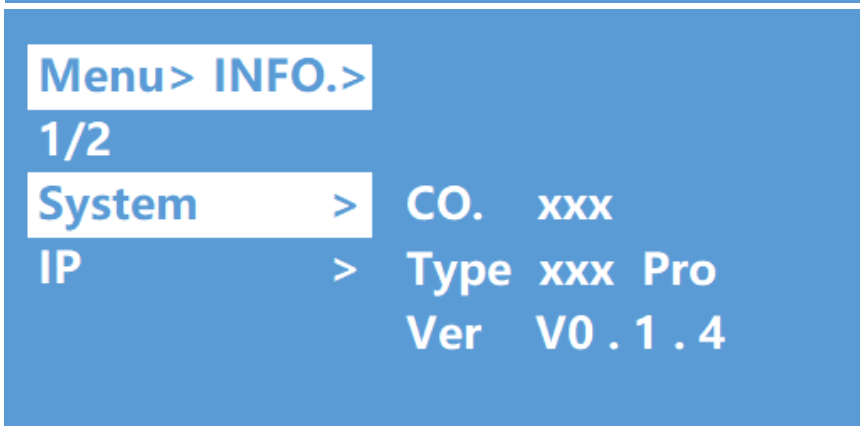 Menu> INFO.>
1/2
System > CO. xxx
IP > Type xxx Pro
Ver V0 . 1 . 4